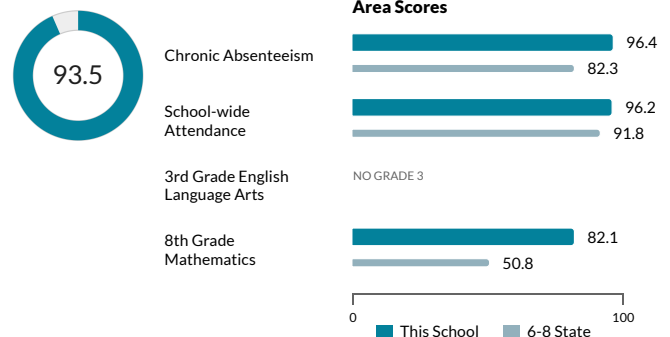 Area Scores
93.5
Chronic Absenteeism
96.4
82.3
School-wide
Attendance
96.2
91.8
3rd Grade English
Language Arts
NO GRADE 3
8th Grade
Mathematics
82.1
50.8
0
100
This School
6-8 State